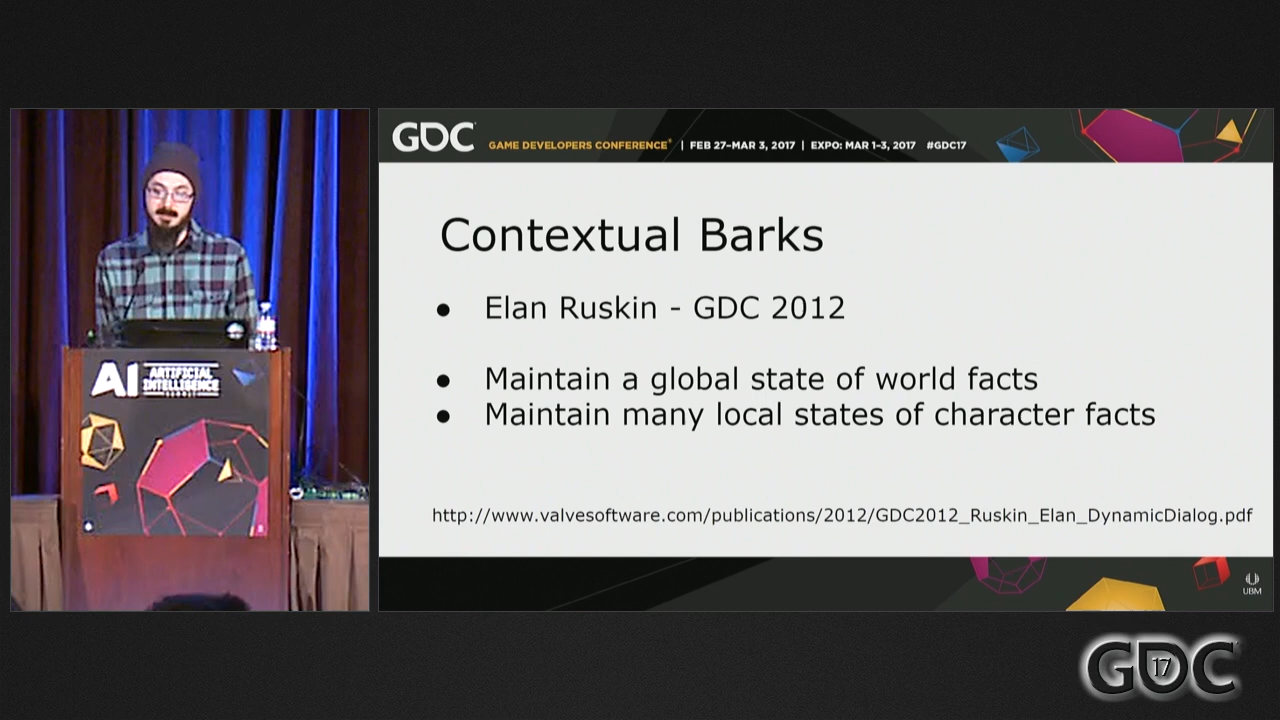 AI ARTIFICIAL
INTELLIGENCE
GDC GAME DEVELOPERS CONFERENCE® | FEB 27–MAR 3, 2017 | EXPO: MAR 1–3, 2017 #GDC17
Contextual Barks
● Elan Ruskin - GDC 2012
● Maintain a global state of world facts
● Maintain many local states of character facts
http://www.valvesoftware.com/publications/2012/GDC2012_Ruskin_Elan_DynamicDialog.pdf
UBM
GDC 17